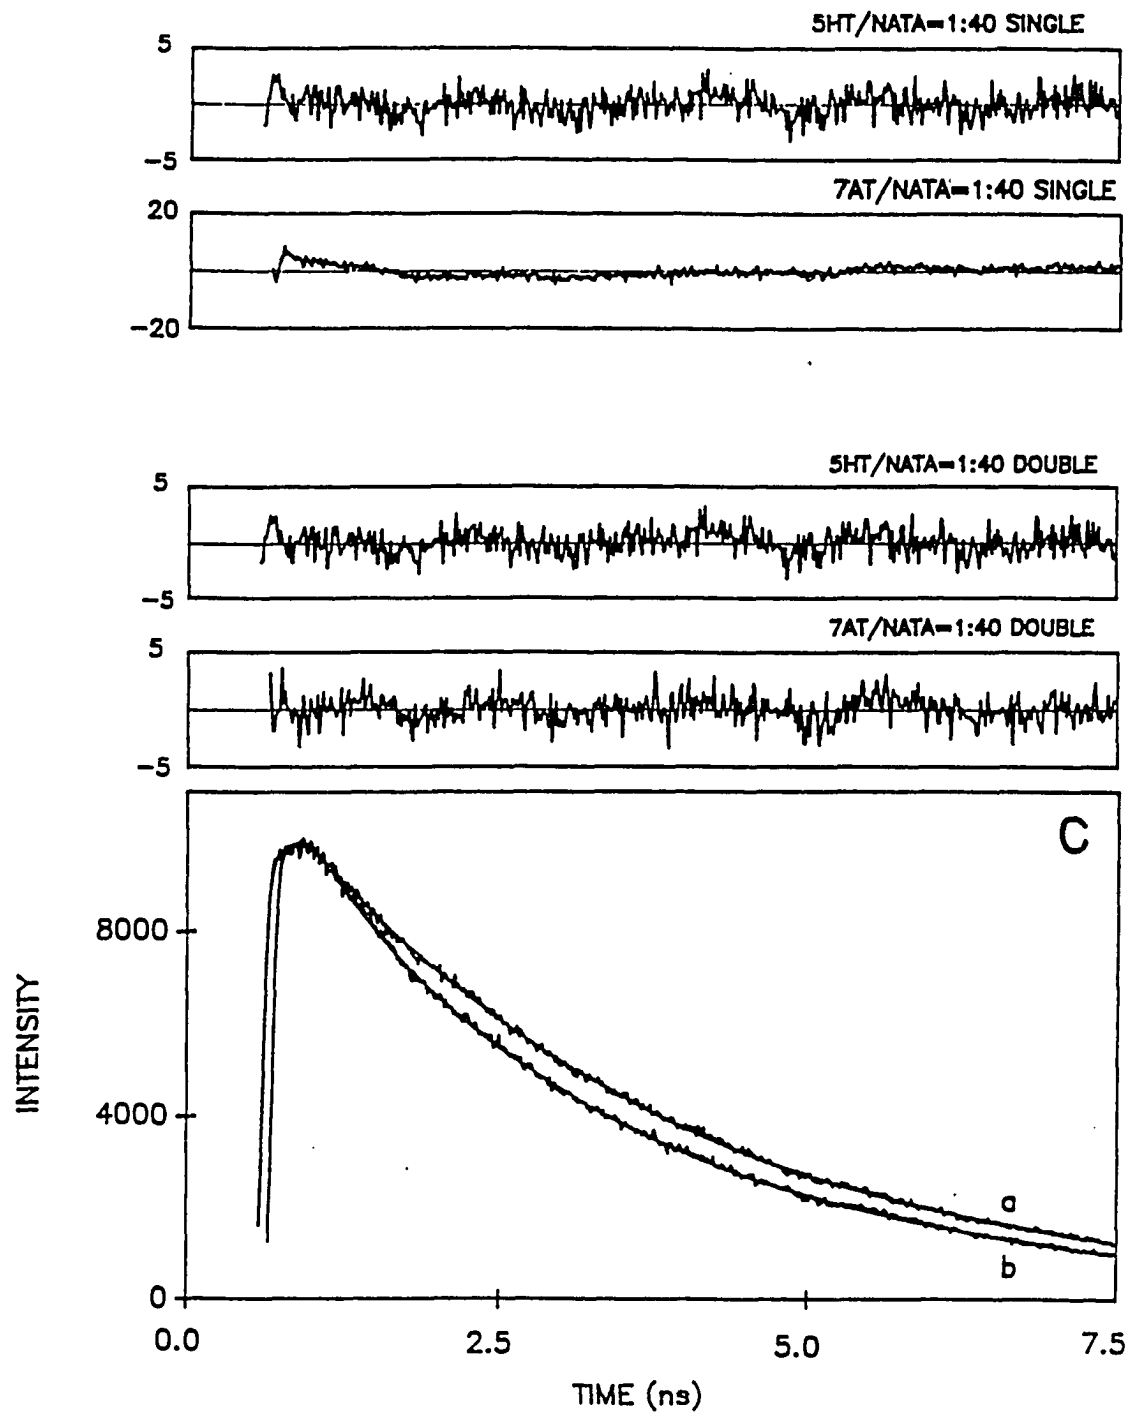 5HT/NATA=1:40 SINGLE
5
-5
7AT/NATA=1:40 SINGLE
20
-20
5HT/NATA=1:40 DOUBLE
5
-5
7AT/NATA=1:40 DOUBLE
5
-5
C
8000
4000
0
INTENSITY
a
b
0.0
2.5
5.0
7.5
TIME (ns)